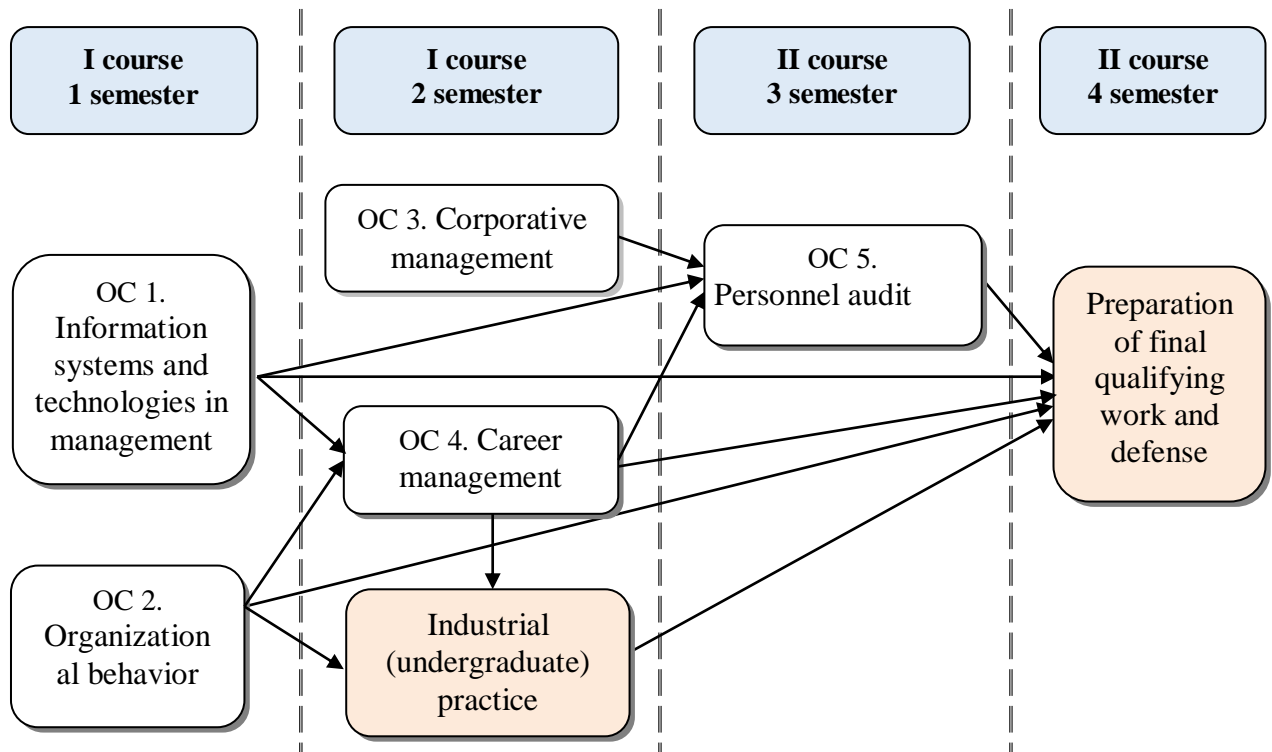 I course
1 semester
I course
2 semester
II course
3 semester
II course
4 semester
OC 1.
Information
systems and
technologies in
management
OC 2.
Organization
al behavior
OC 3. Corporative
management
OC 4. Career
management
Industrial
(undergraduate)
practice
OC 5.
Personnel audit
Preparation
of final
qualifying
work and
defense